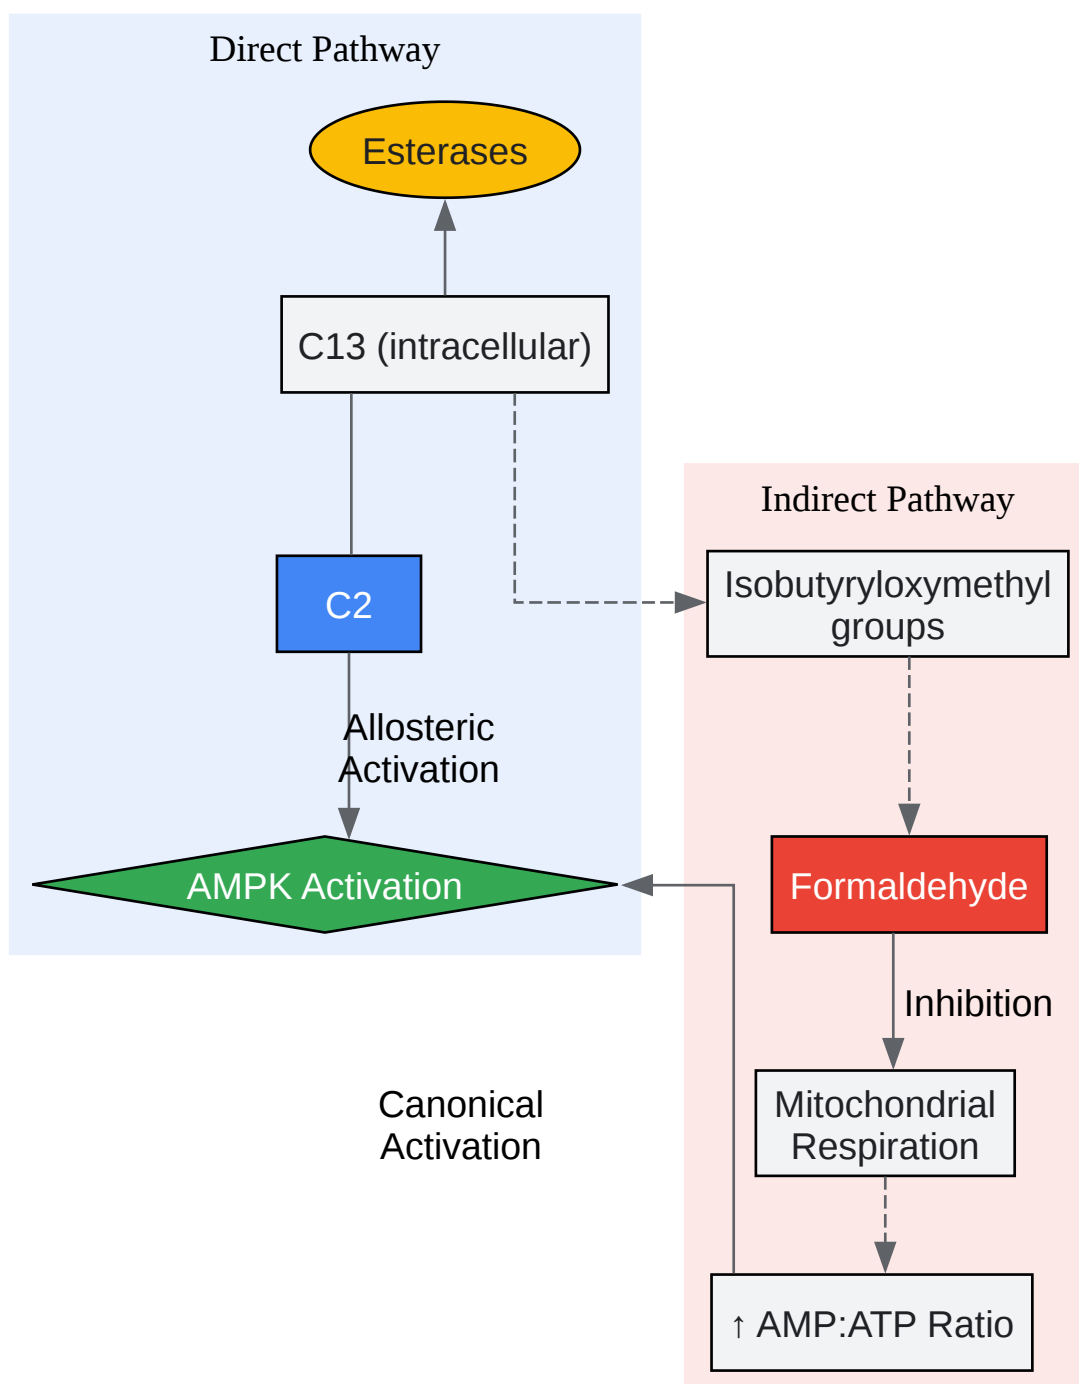 Direct Pathway
Esterases
C13 (intracellular)
Indirect Pathway
Isobutyryloxymethyl
groups
C2
Allosteric
Activation
AMPK Activation
Formaldehyde
Inhibition
Canonical
Activation
Mitochondrial
Respiration
↑ AMP:ATP Ratio